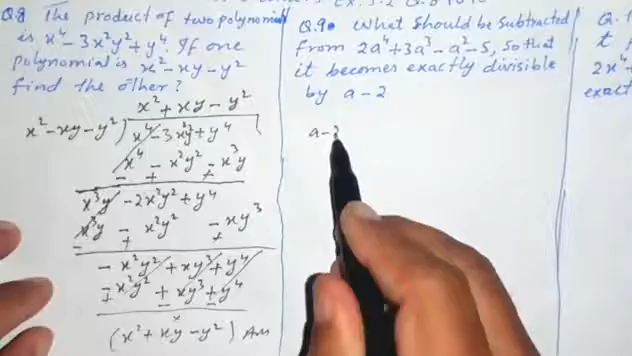 Q.8 The product of two polynomial
is x⁴ - 3x²y² + y⁴. If one
polynomial is x² - xy - y²
find the other?
x² + xy - y²
x² - xy - y² ) x⁴ - 3x²y² + y⁴
x⁴ - x²y² - x³y
- + +
x³y - 2x²y² + y⁴
x³y - x²y² - xy³
- + +
- x²y² + xy³ + y⁴
- x²y² + xy³ + y⁴
+ - -
x
(x² + xy - y²) Ans
Q.9. What should be subtracted
from 2a⁴ + 3a³ - a² - 5, so that
it becomes exactly divisible
by a - 2
a - 2
Q.1
t
2x⁴
exact